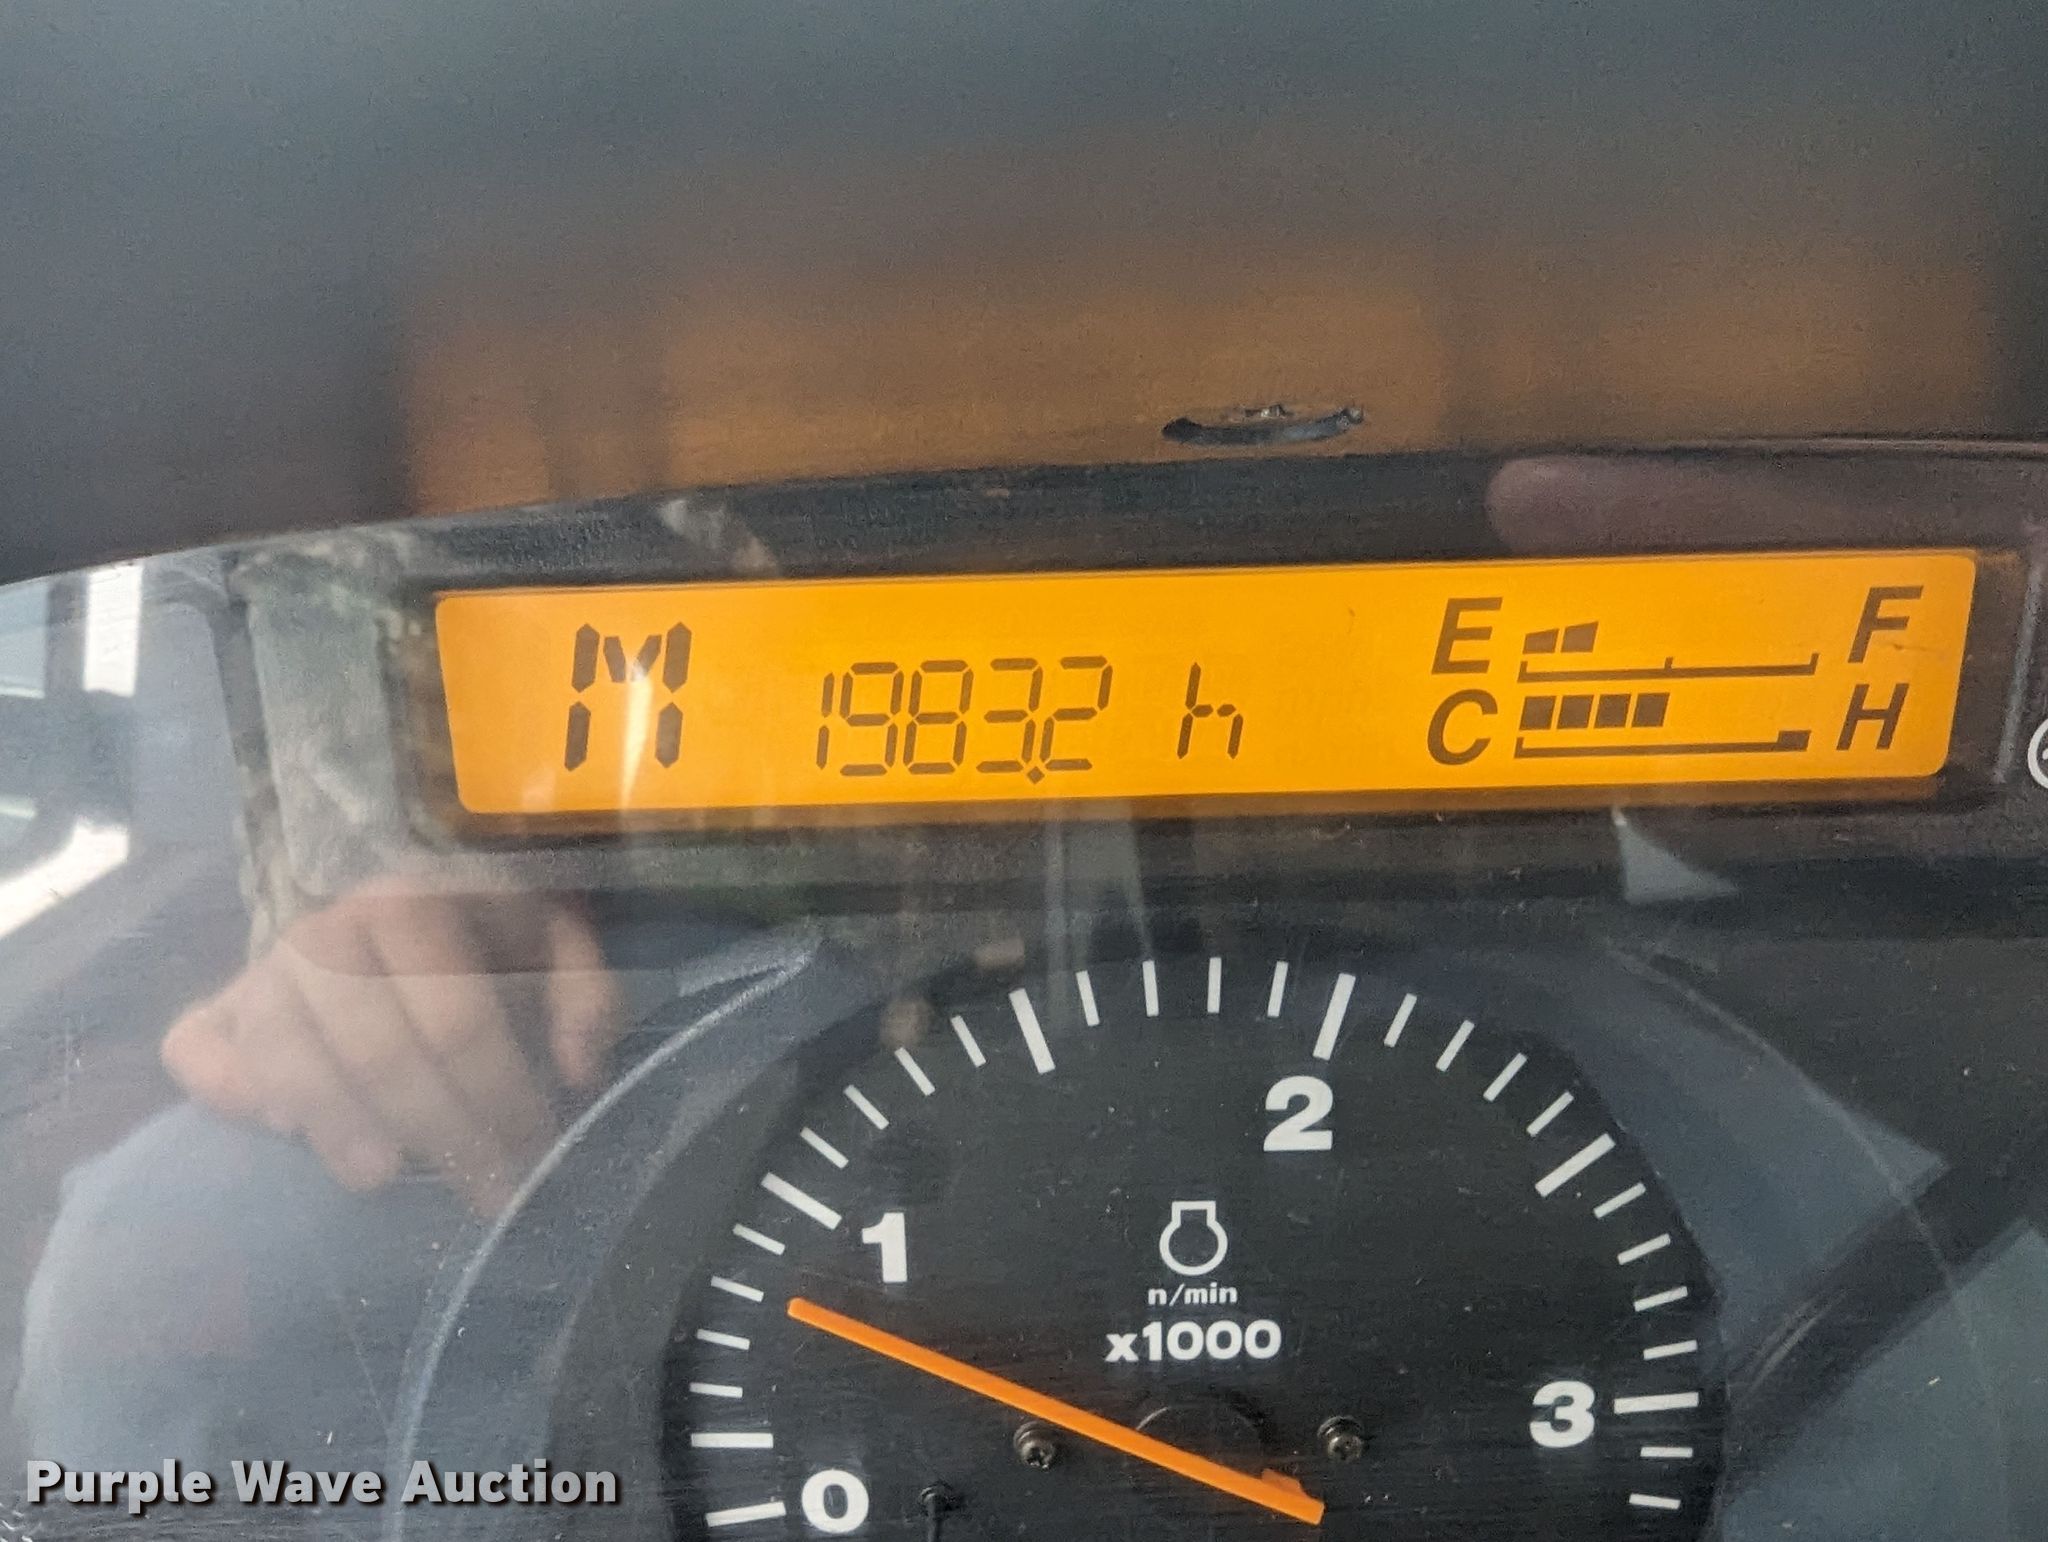 M 1983.2 h E F
C H
2
1
n/min
x1000
3
0
Purple Wave Auction